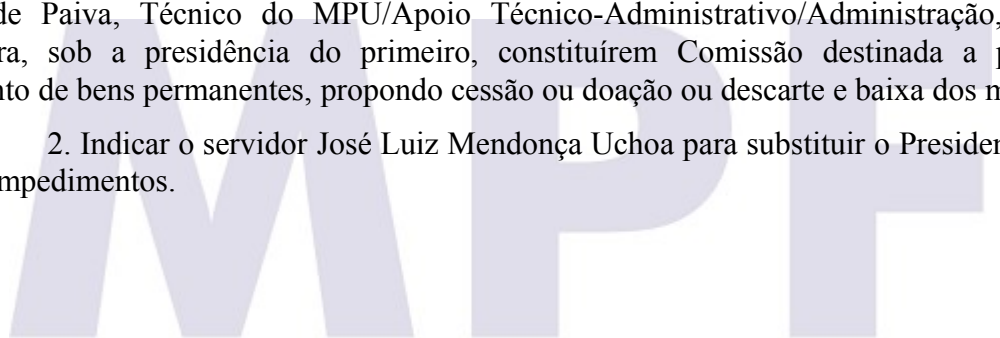 de Paiva, Técnico do MPU/Apoio Técnico-Administrativo/Administração,
ra, sob a presidência do primeiro, constituírem Comissão destinada a p
nto de bens permanentes, propondo cessão ou doação ou descarte e baixa dos m
2. Indicar o servidor José Luiz Mendonça Uchoa para substituir o Presiden
mpedimentos.
MPF